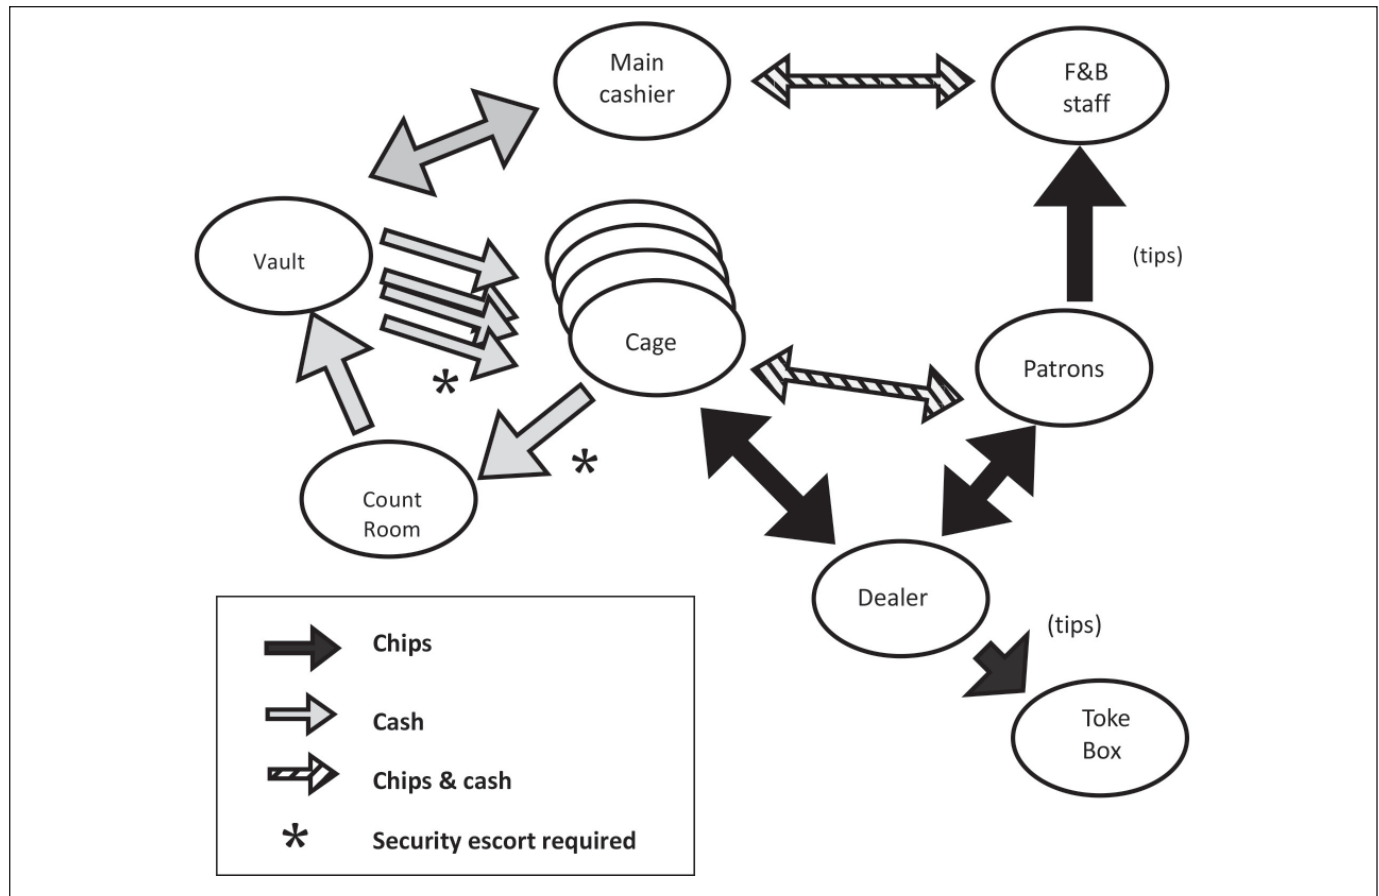 Main
cashier
F&B
staff
Vault
(tips)
Cage
Patrons
*
*
Count
Room
Dealer
(tips)
Toke
Box
Chips
Cash
Chips & cash
* Security escort required